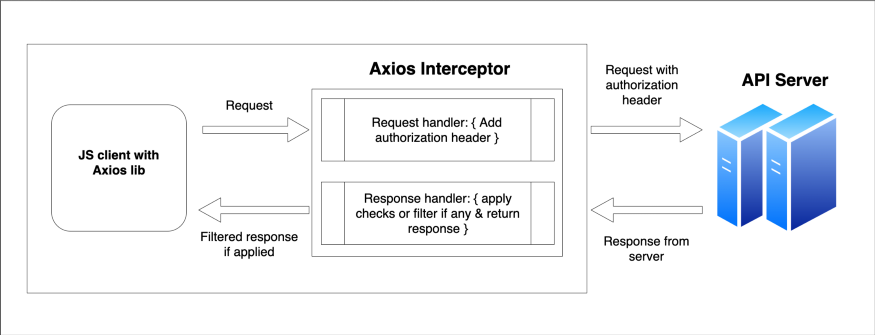 Axios Interceptor
Request with
authorization
header
API Server
Request
Request handler: { Add
authorization header }
JS client with
Axios lib
Response handler: { apply
checks or filter if any & return
response }
Filtered response
if applied
Response from
server